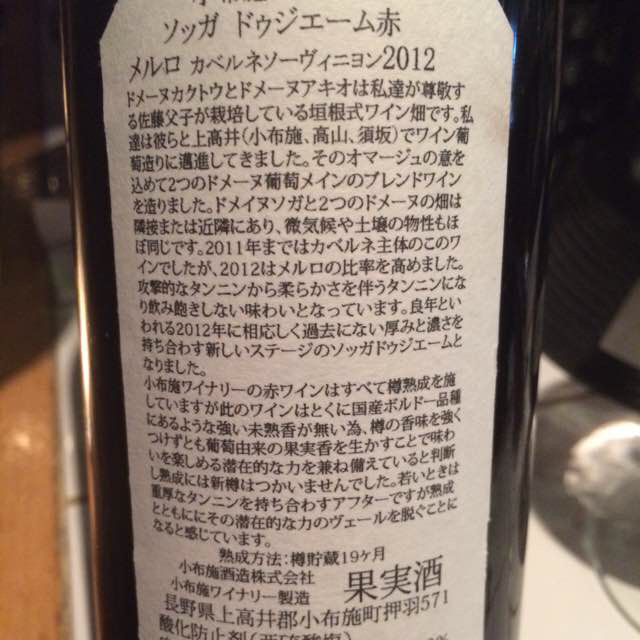 ソッガ ドゥジエーム赤
メルロ カベルネソーヴィニヨン2012
ドメーヌカクトウとドメーヌアキオは私達が尊敬す
る佐藤父子が栽培している垣根式ワイン畑です。私
達は彼らと上高井(小布施、高山、須坂)でワイン葡
萄造りに邁進してきました。そのオマージュの意を
込めて2つのドメーヌ葡萄メインのブレンドワイン
を造りました。ドメイヌソガと2つのドメーヌの畑は
隣接または近隣にあり、微気候や土壌の物性もほ
ぼ同じです。2011年まではカベルネ主体のこのワ
インでしたが、2012はメルロの比率を高めました。
攻撃的なタンニンから柔らかさを伴うタンニンにな
り飲み飽きしない味わいとなっています。良年とい
われる2012年に相応しく過去にない厚みと濃さを
持ち合わす新しいステージのソッガドゥジエームと
なりました。
小布施ワイナリーの赤ワインはすべて樽熟成を施
していますが此のワインはとくに国産ボルドー品種
にあるような強い未熟香が無い為、樽の香味を強く
つけずとも葡萄由来の果実香を生かすことで味わ
いを楽しめる潜在的な力を兼ね備えていると判断
し熟成には新樽はつかいませんでした。若いときは
重厚なタンニンを持ち合わすアフターですが熟成
とともににその潜在的な力のヴェールを脱ぐことに
なると感じています。
熟成方法:樽貯蔵19ヶ月
小布施酒造株式会社
小布施ワイナリー製造 果実酒
長野県上高井郡小布施町押羽571
酸化防止剤